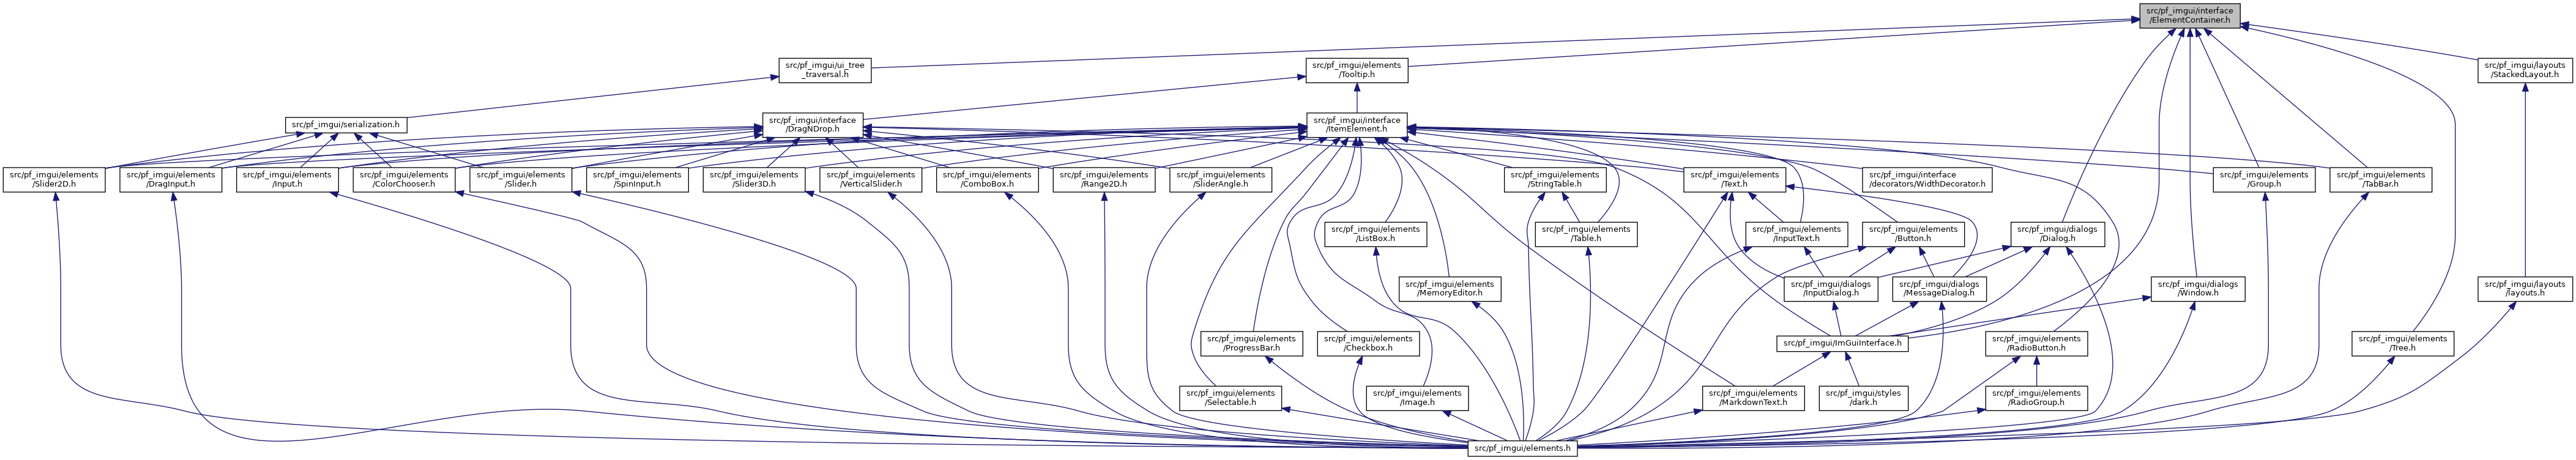 src/pf_imgui/interface
/ElementContainer.h
src/pf_imgui/ui_tree
_traversal.h
src/pf_imgui/elements
/Tooltip.h
src/pf_imgui/layouts
/StackedLayout.h
src/pf_imgui/serialization.h
src/pf_imgui/interface
/DragNDrop.h
src/pf_imgui/interface
/ItemElement.h
src/pf_imgui/elements
/Slider2D.h
src/pf_imgui/elements
/DragInput.h
src/pf_imgui/elements
/Input.h
src/pf_imgui/elements
/ColorChooser.h
src/pf_imgui/elements
/Slider.h
src/pf_imgui/elements
/SpinInput.h
src/pf_imgui/elements
/Slider3D.h
src/pf_imgui/elements
/VerticalSlider.h
src/pf_imgui/elements
/ComboBox.h
src/pf_imgui/elements
/Range2D.h
src/pf_imgui/elements
/SliderAngle.h
src/pf_imgui/elements
/StringTable.h
src/pf_imgui/elements
/Text.h
src/pf_imgui/interface
/decorators/WidthDecorator.h
src/pf_imgui/elements
/Group.h
src/pf_imgui/elements
/TabBar.h
src/pf_imgui/elements
/ListBox.h
src/pf_imgui/elements
/Table.h
src/pf_imgui/elements
/InputText.h
src/pf_imgui/elements
/Button.h
src/pf_imgui/dialogs
/Dialog.h
src/pf_imgui/elements
/MemoryEditor.h
src/pf_imgui/dialogs
/InputDialog.h
src/pf_imgui/dialogs
/MessageDialog.h
src/pf_imgui/dialogs
/Window.h
src/pf_imgui/layouts
/layouts.h
src/pf_imgui/elements
/ProgressBar.h
src/pf_imgui/elements
/Checkbox.h
src/pf_imgui/ImGuiInterface.h
src/pf_imgui/elements
/RadioButton.h
src/pf_imgui/elements
/Tree.h
src/pf_imgui/elements
/Selectable.h
src/pf_imgui/elements
/Image.h
src/pf_imgui/elements
/MarkdownText.h
src/pf_imgui/styles
/dark.h
src/pf_imgui/elements
/RadioGroup.h
src/pf_imgui/elements.h